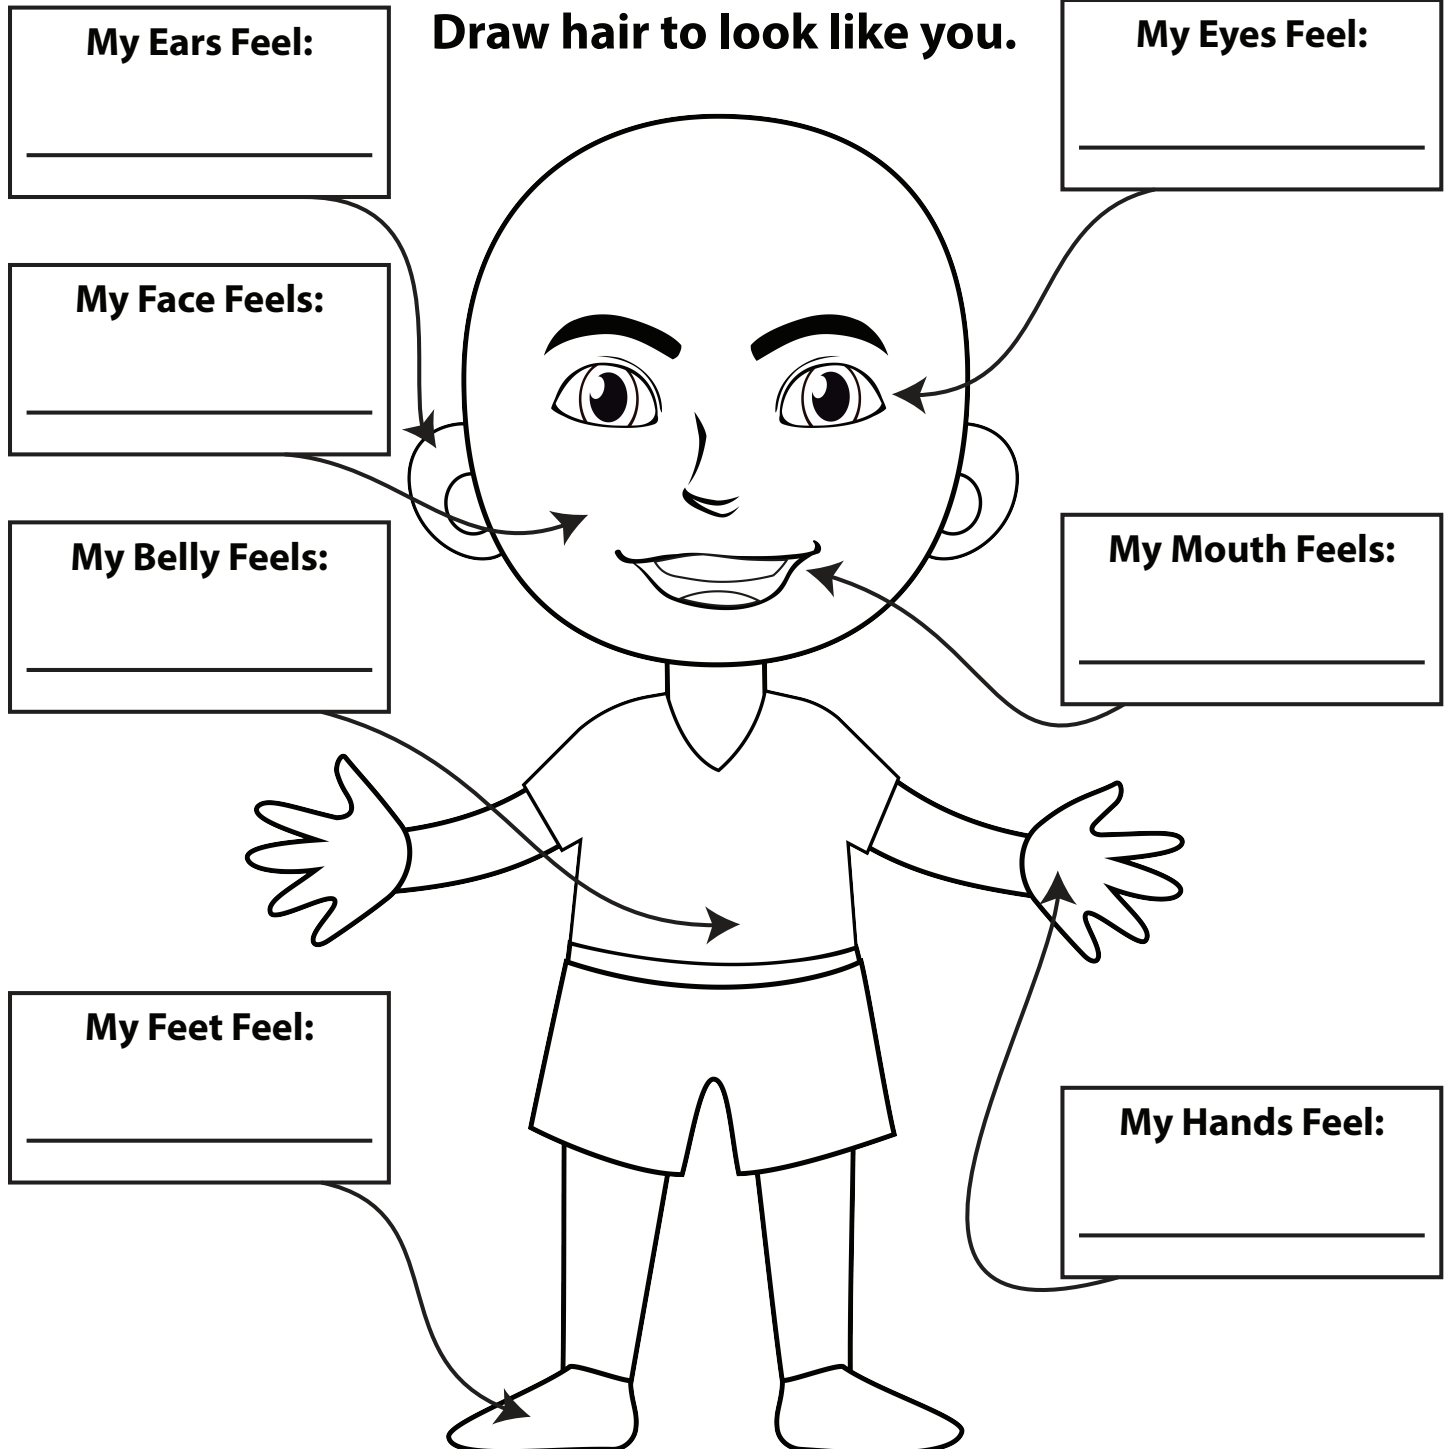 Draw hair to look like you.
My Ears Feel:
My Eyes Feel:
My Face Feels:
My Belly Feels:
My Mouth Feels:
My Feet Feel:
My Hands Feel: